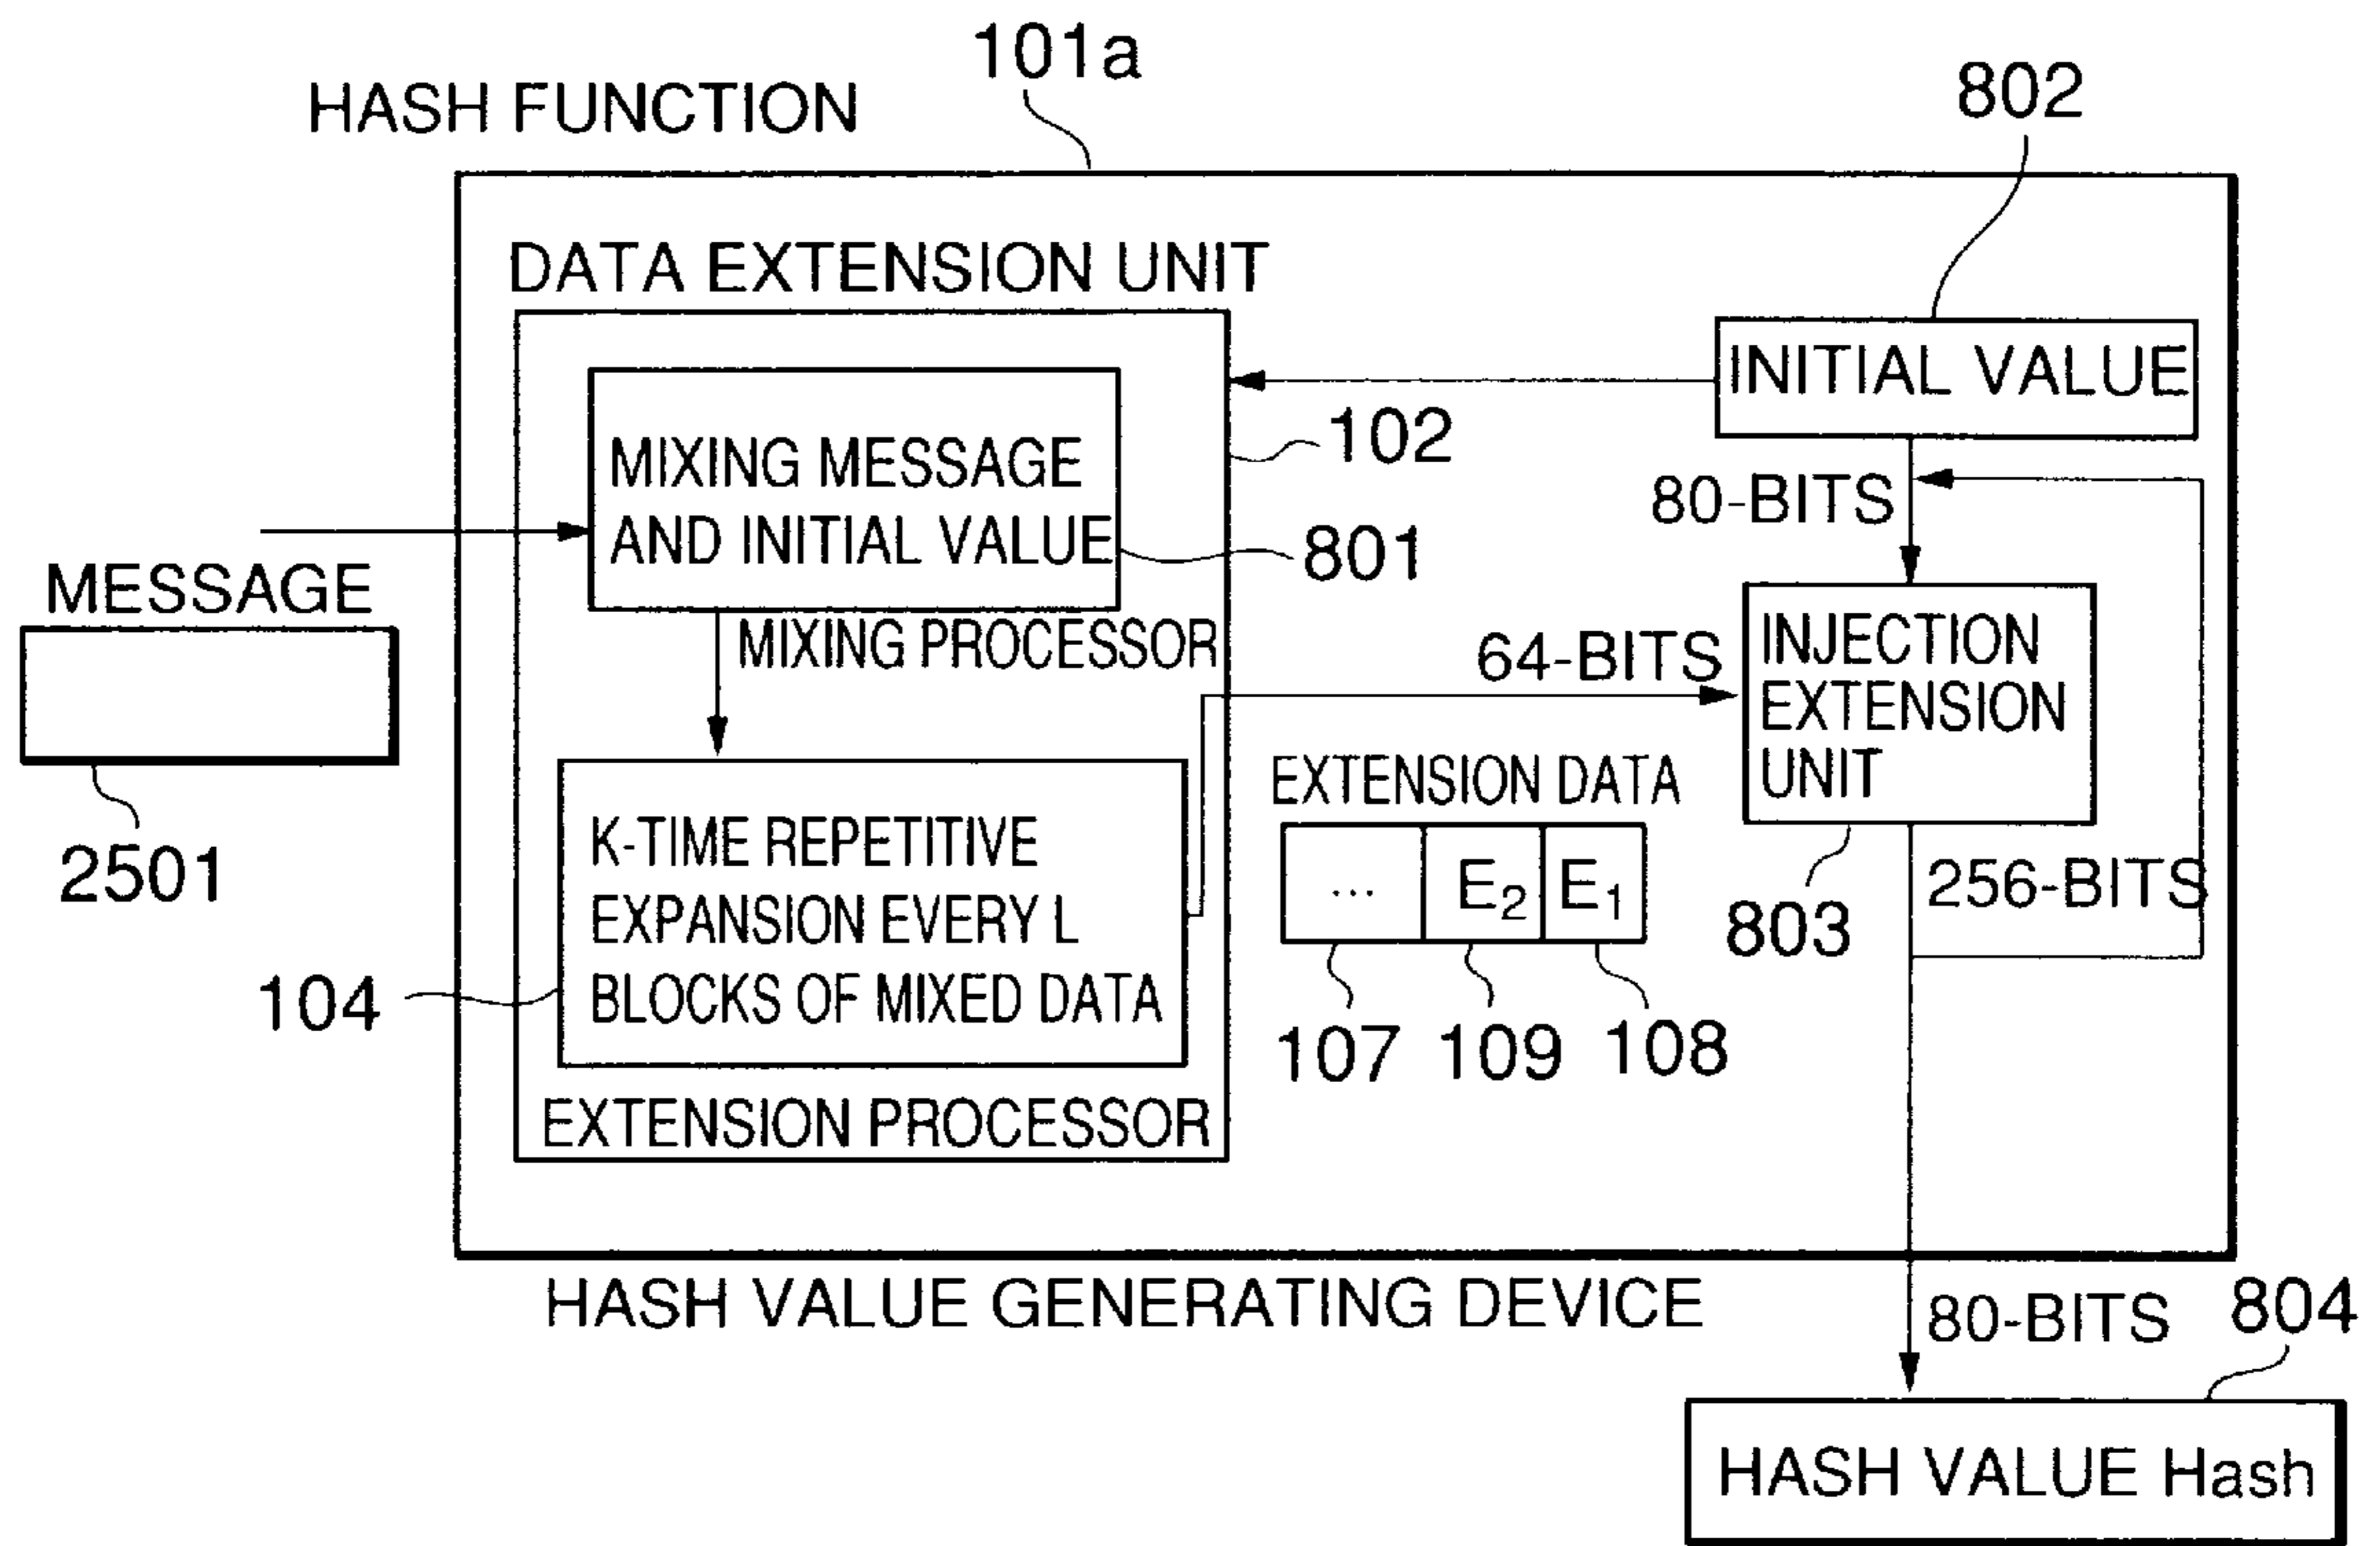 101a
HASH FUNCTION
802
DATA EXTENSION UNIT
INITIAL VALUE
MIXING MESSAGE
AND INITIAL VALUE
102
801
80-BITS
MESSAGE
MIXING PROCESSOR
64-BITS
INJECTION
EXTENSION
UNIT
2501
K-TIME REPETITIVE
EXPANSION EVERY L
BLOCKS OF MIXED DATA
104
EXTENSION PROCESSOR
EXTENSION DATA
... E2 E1
107 109 108
803
256-BITS
HASH VALUE GENERATING DEVICE
80-BITS
804
HASH VALUE Hash